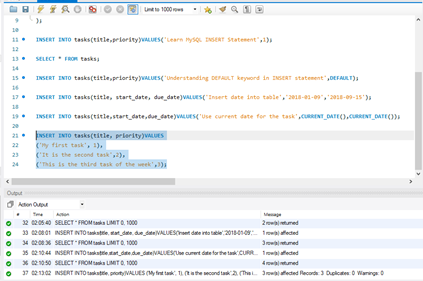 Limit to 1000 rows
9 );
10
11 INSERT INTO tasks(title,priority)VALUES('Learn MySQL INSERT Statement',1);
12
13 SELECT * FROM tasks;
14
15 INSERT INTO tasks(title,priority)VALUES('Understanding DEFAULT keyword in INSERT statement',DEFAULT);
16
17 INSERT INTO tasks(title, start_date, due_date)VALUES('Insert date into table','2018-01-09','2018-09-15');
18
19 INSERT INTO tasks(title,start_date,due_date)VALUES('Use current date for the task',CURRENT_DATE(),CURRENT_DATE());
20
21 INSERT INTO tasks(title, priority)VALUES
22 ('My first task', 1),
23 ('It is the second task',2),
24 ('This is the third task of the week',3);
Output
Action Output
Time Action Message
32 02:05:40 SELECT * FROM tasks LIMIT 0, 1000 2 row(s) returned
33 02:08:01 INSERT INTO tasks(title, start_date, due_date)VALUES('Insert date into table','2018-01-09','... 1 row(s) affected
34 02:08:36 SELECT * FROM tasks LIMIT 0, 1000 3 row(s) returned
35 02:10:44 INSERT INTO tasks(title,start_date,due_date)VALUES('Use current date for the task',CURRENT... 1 row(s) affected
36 02:10:50 SELECT * FROM tasks LIMIT 0, 1000 4 row(s) returned
37 02:13:02 INSERT INTO tasks(title, priority)VALUES ('My first task', 1), ('It is the second task',2), ('This is... 3 row(s) affected Records: 3 Duplicates: 0 Warnings: 0